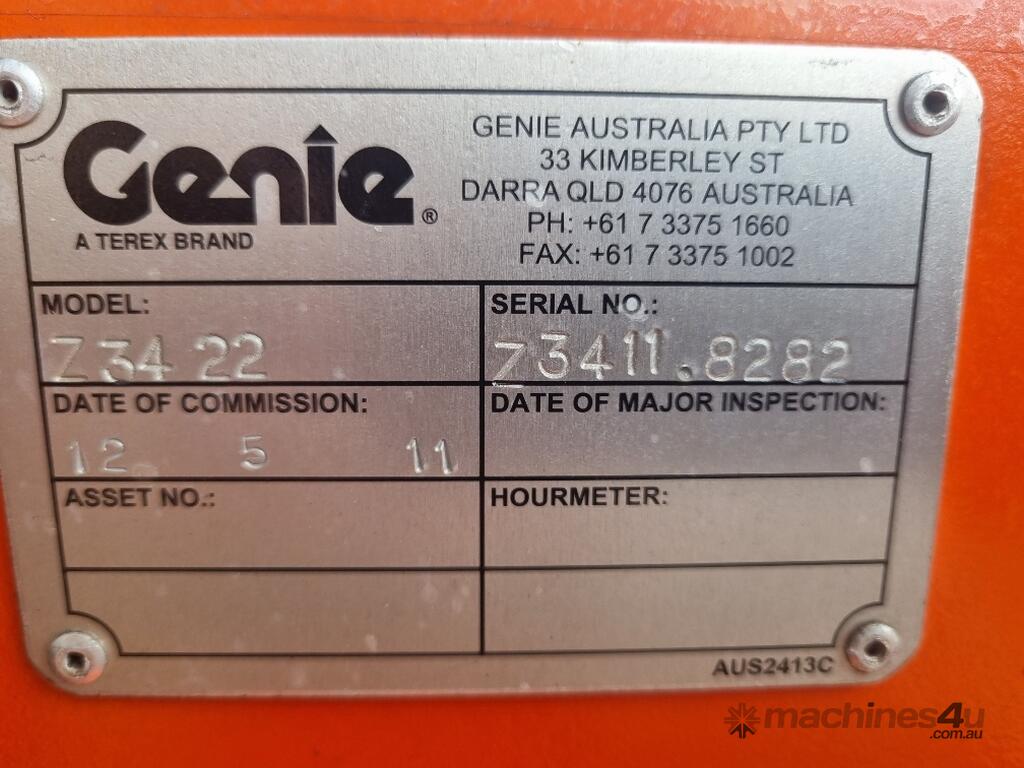 Genie®
A TEREX BRAND
GENIE AUSTRALIA PTY LTD
33 KIMBERLEY ST
DARRA QLD 4076 AUSTRALIA
PH: +61 7 3375 1660
FAX: +61 7 3375 1002
MODEL:
Z34 22
SERIAL NO.:
Z3411.8282
DATE OF COMMISSION:
12 5 11
DATE OF MAJOR INSPECTION:
ASSET NO.:
HOURMETER:
AUS2413C
machines4u
.com.au